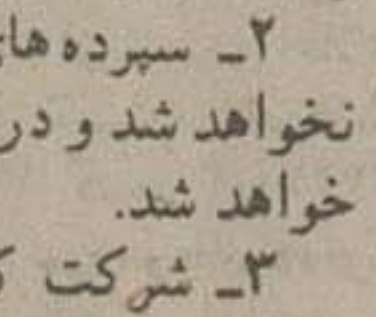 ۲ـ سپرده های
نخواهد شد و در
خواهد شد.
۳ـ شرکت